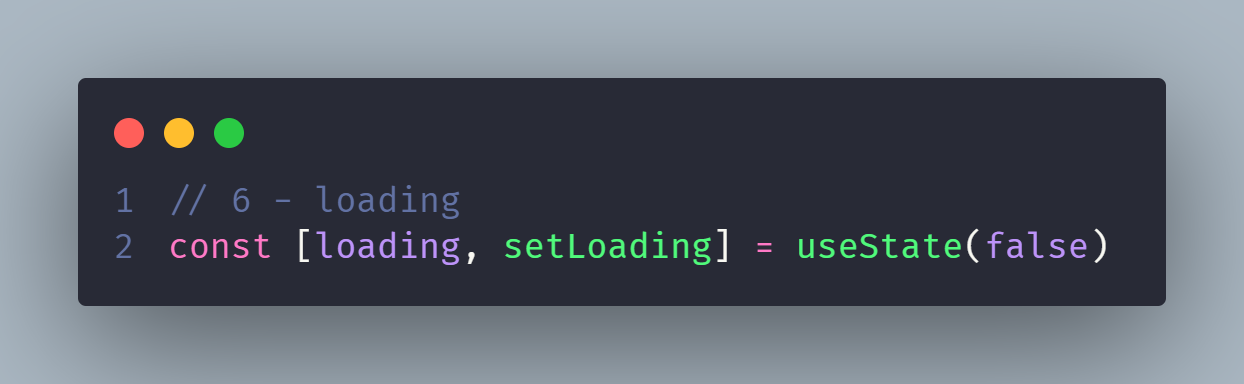 1 // 6 - loading
2 const [loading, setLoading] = useState(false)